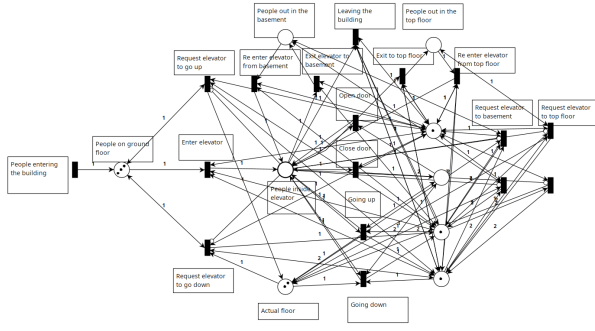 People out in the
basement
Leaving the
building
People out in the
top floor
Request elevator
to go up
Re enter elevator
from basement
Exit elevator to
basement
Exit to top floor
Re enter elevator
from top floor
Open door
Request elevator
to basement
Request elevator
to top floor
People on ground
floor
Enter elevator
Close door
People entering
the building
People inside
elevator
Going up
Request elevator
to go down
Actual floor
Going down